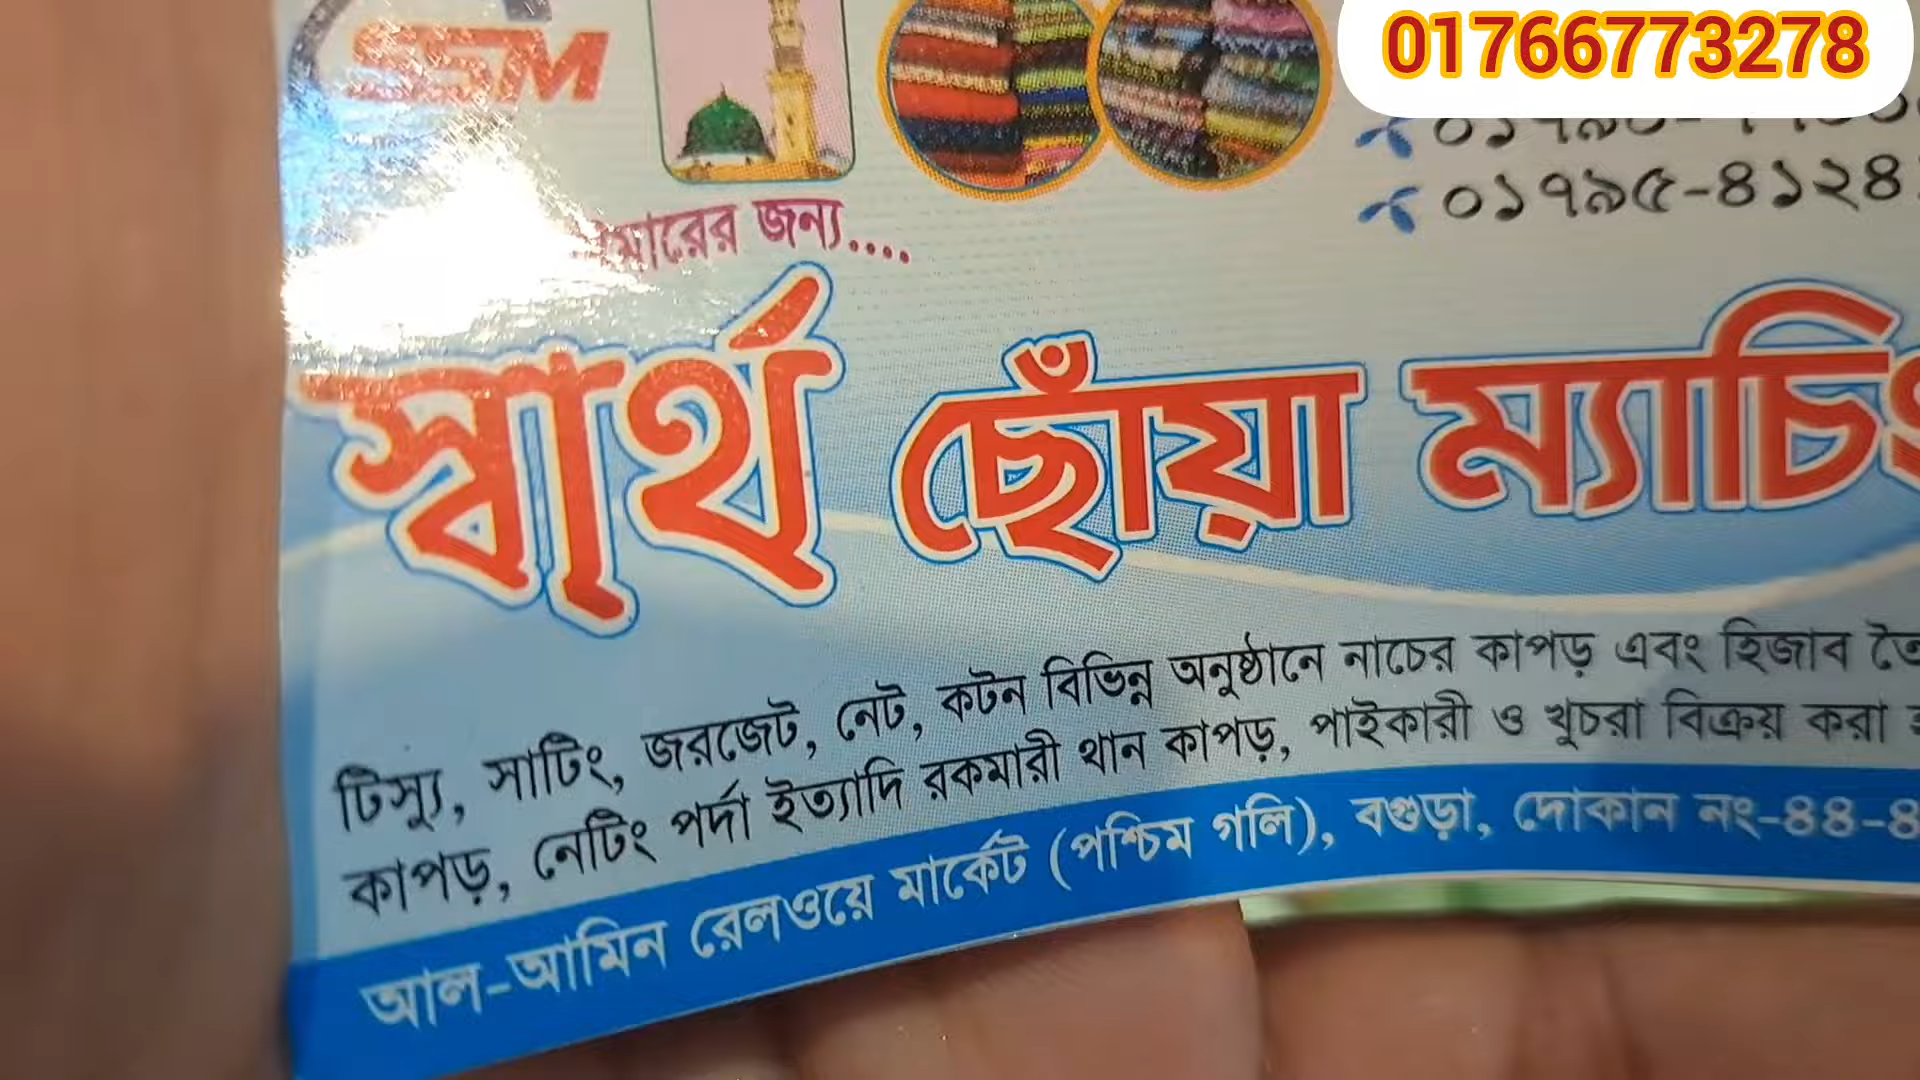 01766773278
SSM
০১৭৯৫-৪১২৪
জন্য....
স্বার্থ ছোঁয়া ম্যাচিং
টিস্যু, সাটিং, জরজেট, নেট, কটন বিভিন্ন অনুষ্ঠানে নাচের কাপড় এবং হিজাব
কাপড়, নেটিং পর্দা ইত্যাদি রকমারী থান কাপড়, পাইকারী ও খুচরা বিক্রয় করা
আল-আমিন রেলওয়ে মার্কেট (পশ্চিম গলি), বগুড়া, দোকান নং-৪৪-৪